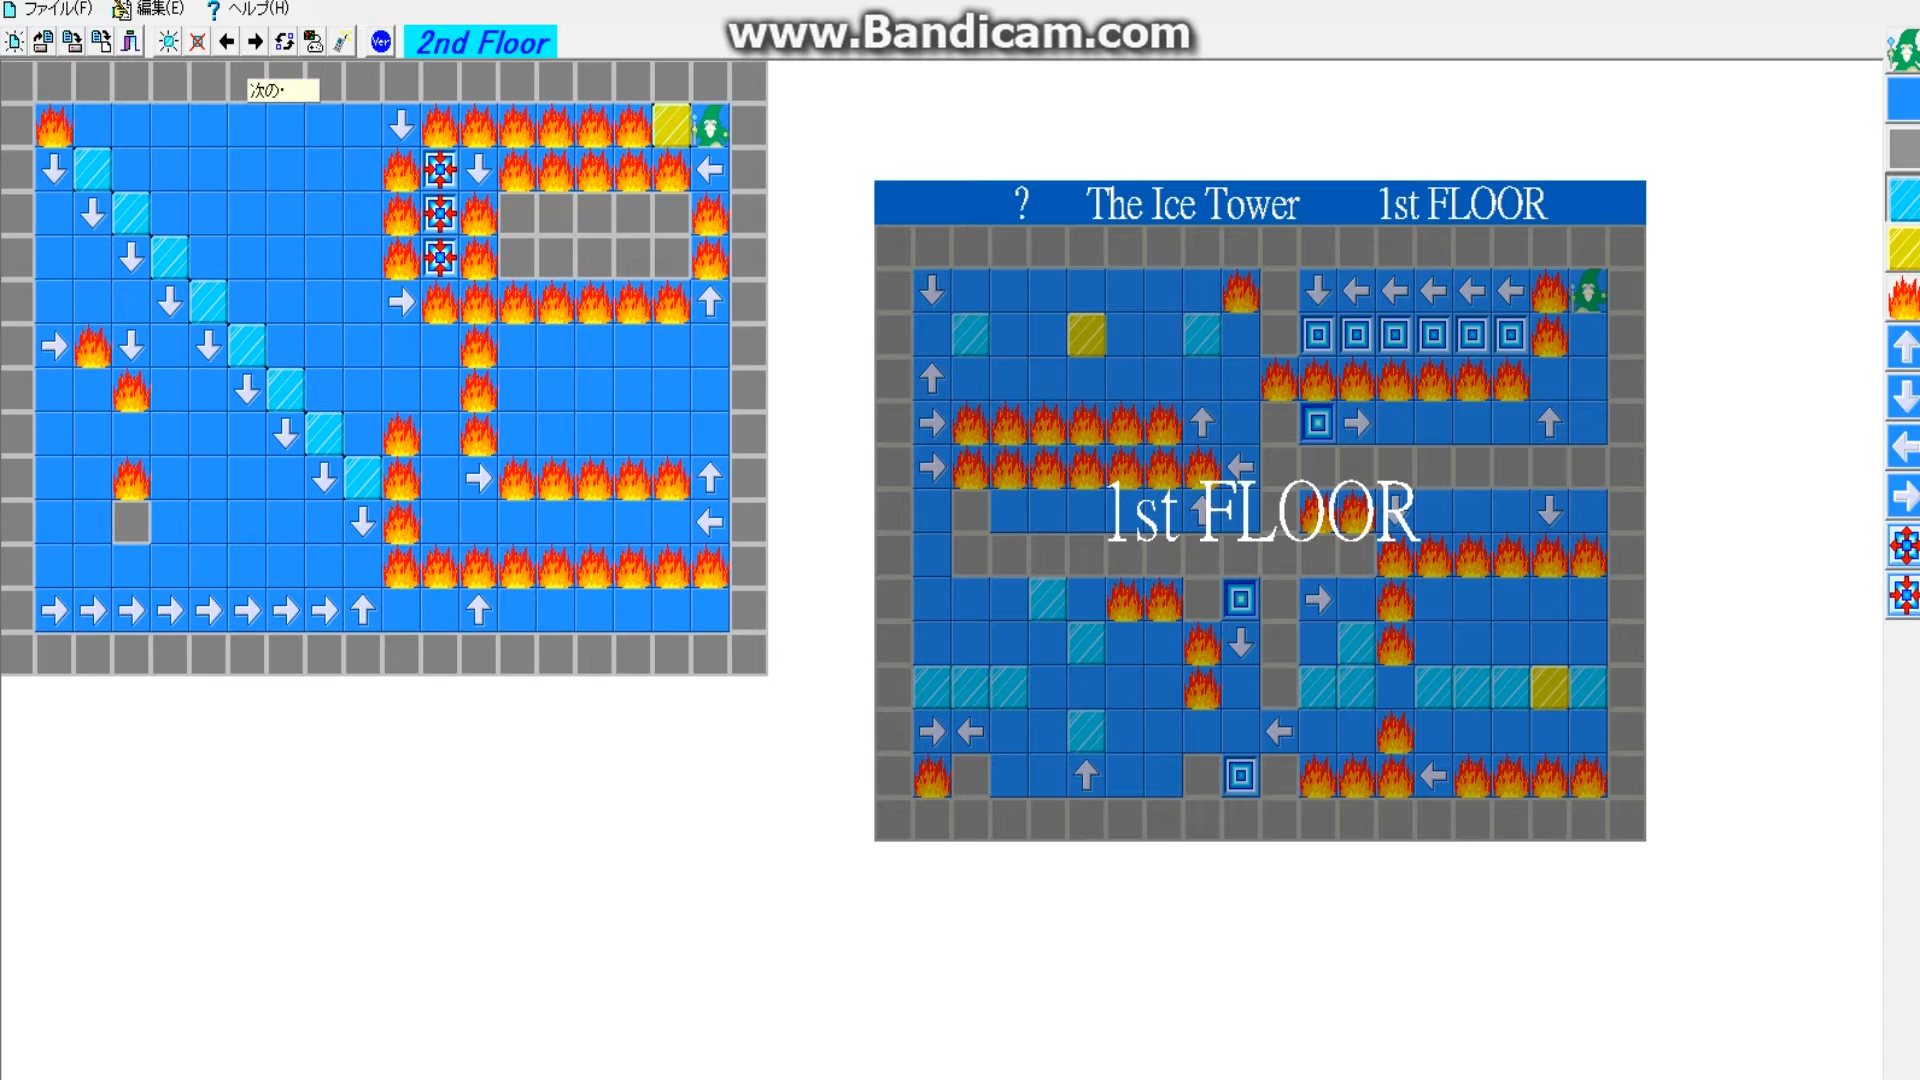 ファイル(F) 編集(E) ? ヘルプ(H)
www.Bandicam.com
Ver
2nd Floor
次の･
? The Ice Tower 1st FLOOR
1st FLOOR